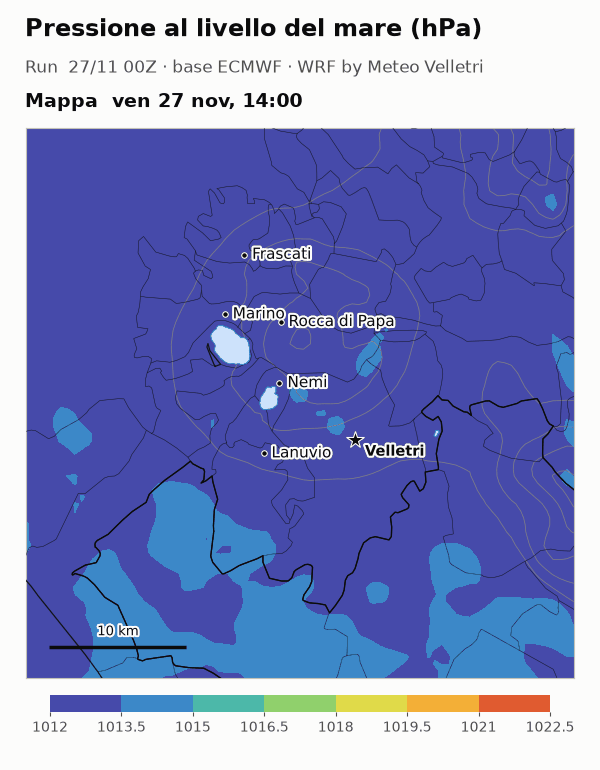 Pressione al livello del mare (hPa)
Run  27/11 00Z · base ECMWF · WRF by Meteo Velletri
Mappa  ven 27 nov, 14:00
Frascati
Marino
Rocca di Papa
Nemi
Velletri
Lanuvio
10 km
1012 1013.5 1015 1016.5 1018 1019.5 1021 1022.5